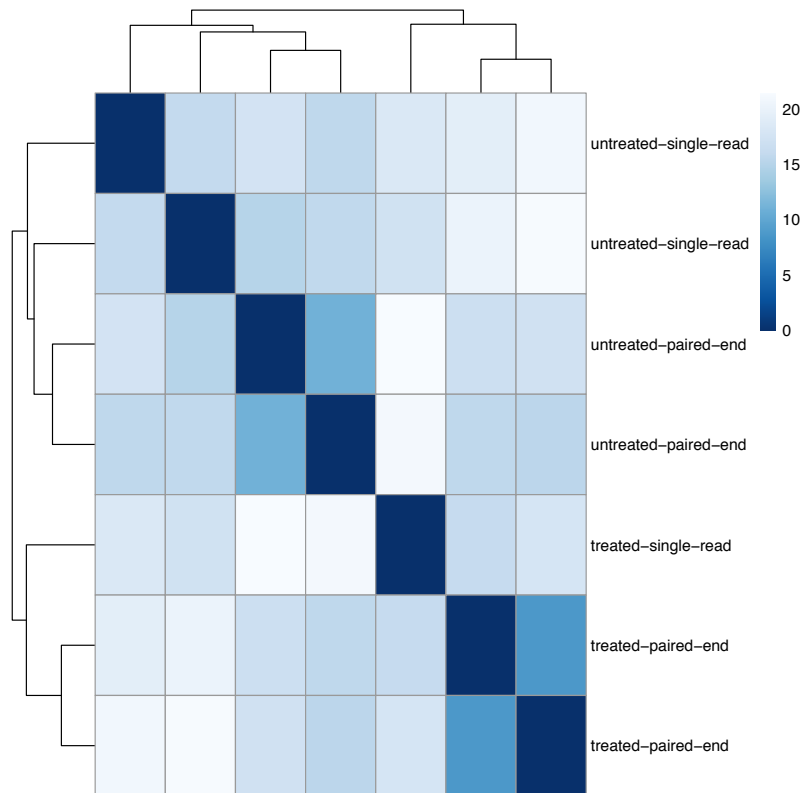 untreated−single−read
untreated−single−read
untreated−paired−end
untreated−paired−end
treated−single−read
treated−paired−end
treated−paired−end
20
15
10
5
0